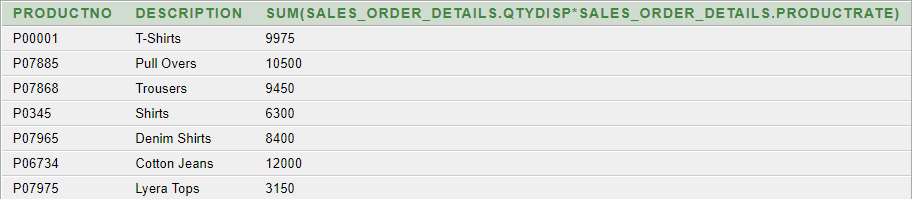 PRODUCTNO DESCRIPTION SUM(SALES_ORDER_DETAILS.QTYDISP*SALES_ORDER_DETAILS.PRODUCTRATE)
P00001 T-Shirts 9975
P07885 Pull Overs 10500
P07868 Trousers 9450
P0345 Shirts 6300
P07965 Denim Shirts 8400
P06734 Cotton Jeans 12000
P07975 Lyera Tops 3150